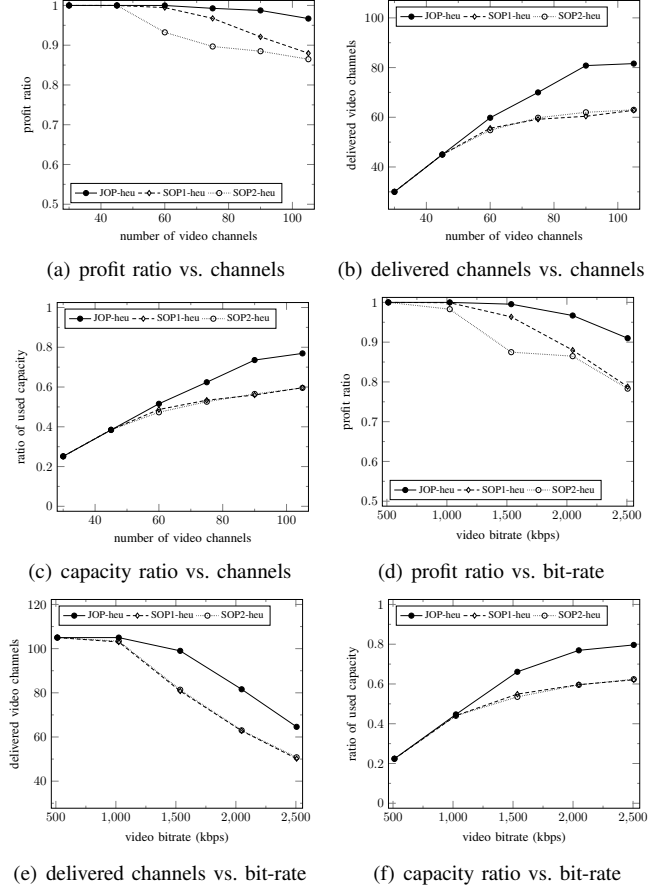 1
0.9
0.8
0.7
0.6
0.5
profit ratio
JOP-heu SOP1-heu SOP2-heu
40 60 80 100
number of video channels
(a) profit ratio vs. channels
100
80
60
40
delivered video channels
JOP-heu SOP1-heu SOP2-heu
40 60 80 100
number of video channels
(b) delivered channels vs. channels
1
0.8
0.6
0.4
0.2
0
ratio of used capacity
JOP-heu SOP1-heu SOP2-heu
40 60 80 100
number of video channels
(c) capacity ratio vs. channels
1
0.9
0.8
0.7
0.6
0.5
profit ratio
JOP-heu SOP1-heu SOP2-heu
500 1,000 1,500 2,000 2,500
video bitrate (kbps)
(d) profit ratio vs. bit-rate
120
100
80
60
40
delivered video channels
JOP-heu SOP1-heu SOP2-heu
500 1,000 1,500 2,000 2,500
video bitrate (kbps)
(e) delivered channels vs. bit-rate
1
0.8
0.6
0.4
0.2
0
ratio of used capacity
JOP-heu SOP1-heu SOP2-heu
500 1,000 1,500 2,000 2,500
video bitrate (kbps)
(f) capacity ratio vs. bit-rate